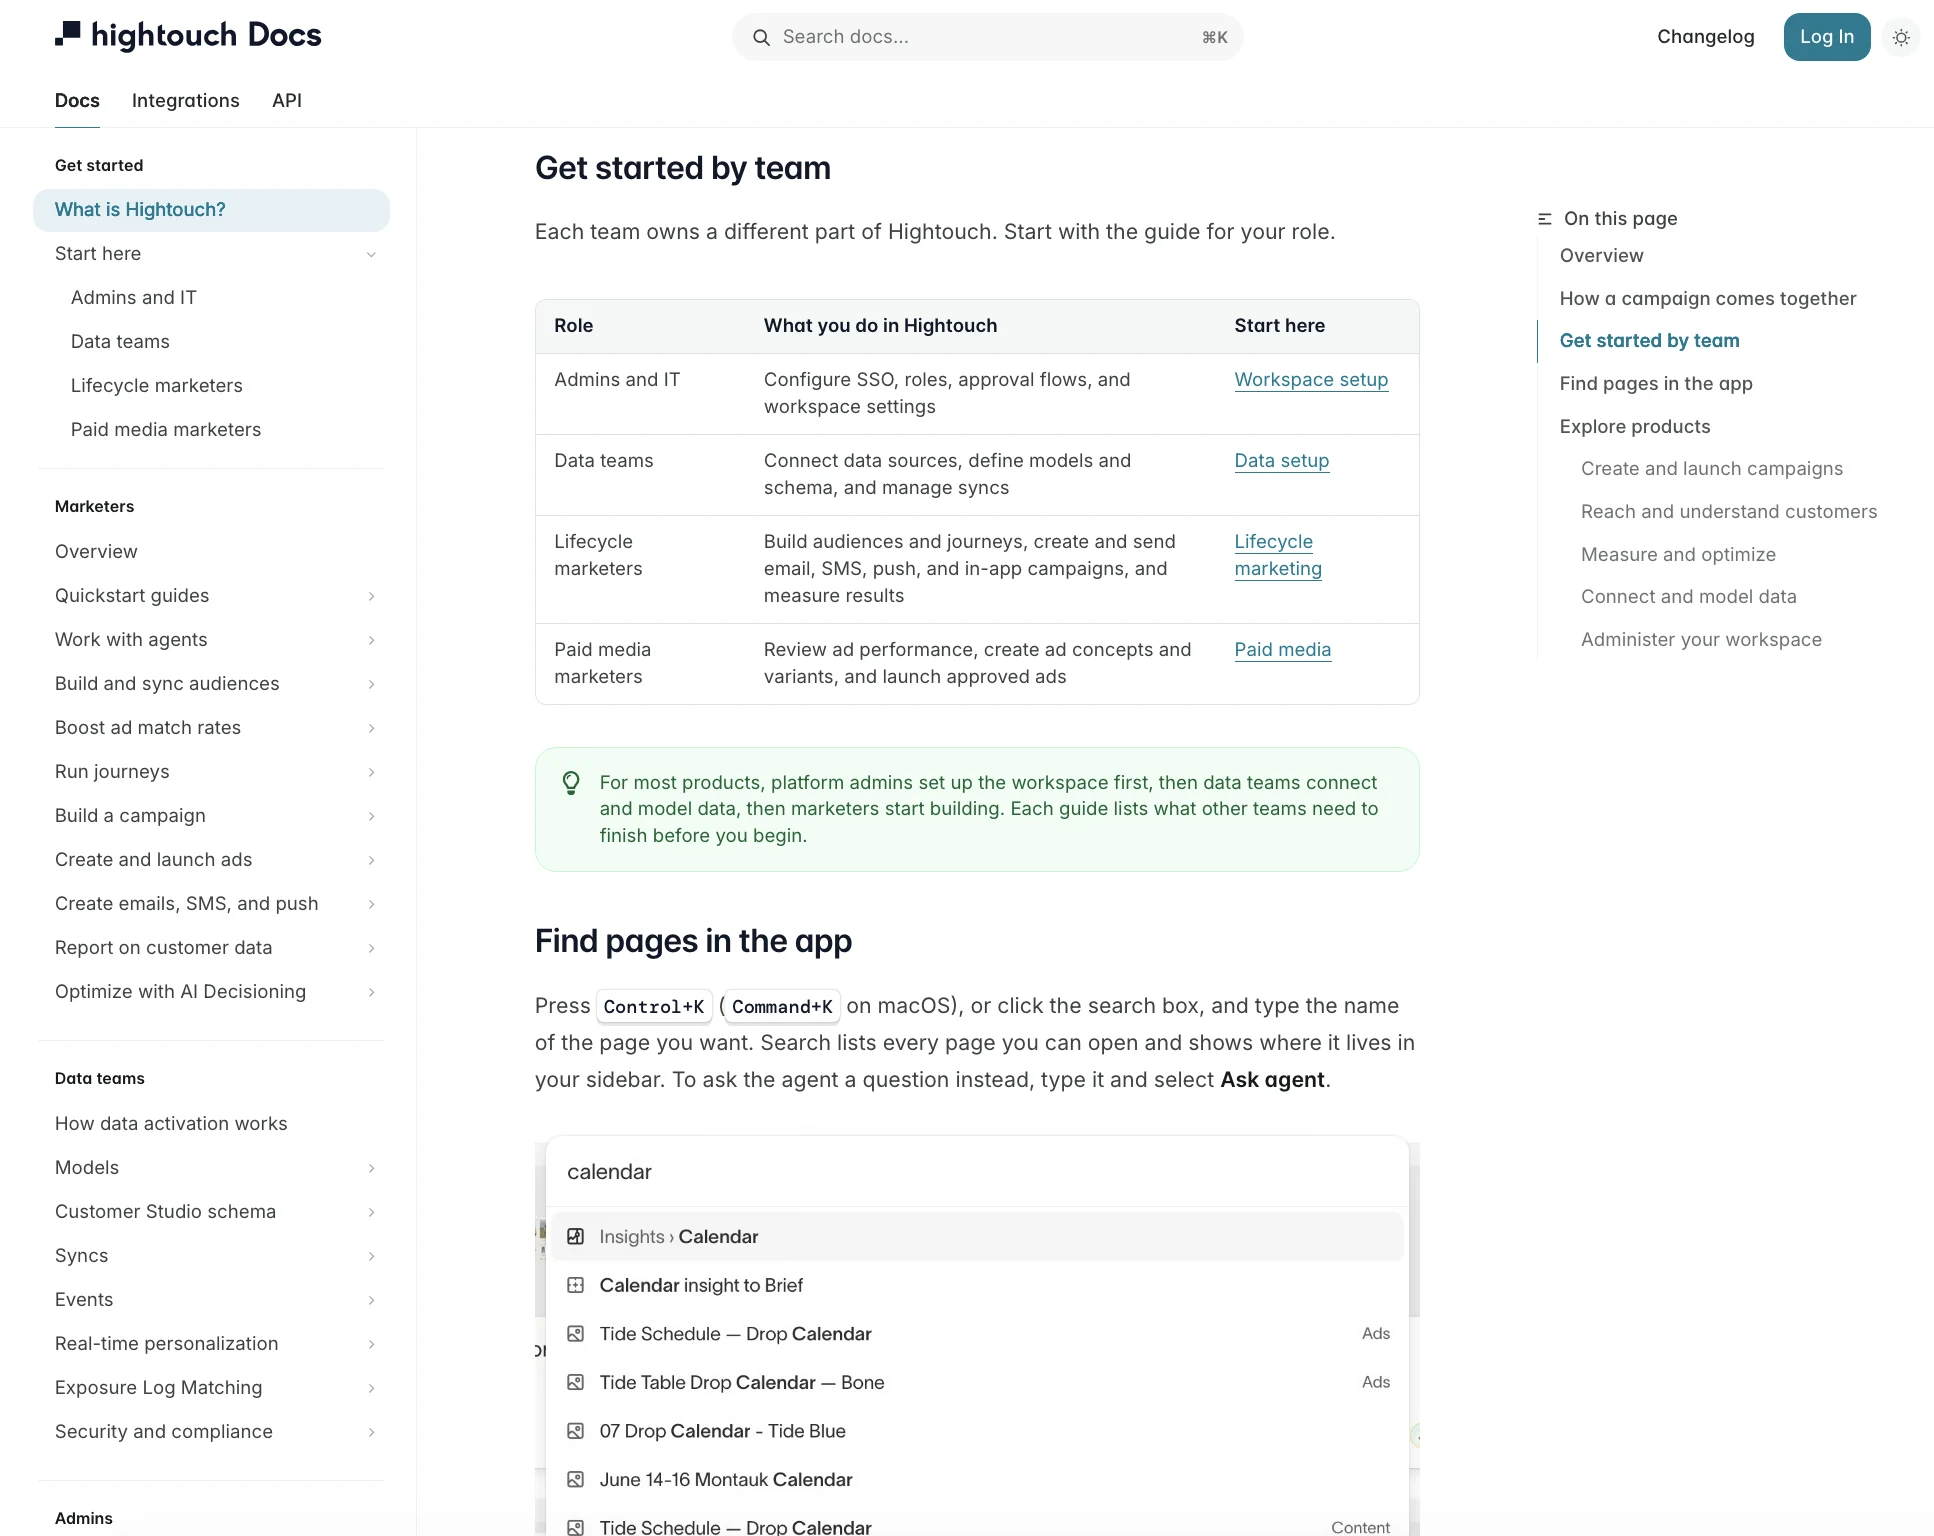 hightouch Docs
Search docs...
⌘K
Changelog
Log In
Docs
Integrations
API
Get started
What is Hightouch?
Start here
Admins and IT
Data teams
Lifecycle marketers
Paid media marketers
Marketers
Overview
Quickstart guides
Work with agents
Build and sync audiences
Boost ad match rates
Run journeys
Build a campaign
Create and launch ads
Create emails, SMS, and push
Report on customer data
Optimize with AI Decisioning
Data teams
How data activation works
Models
Customer Studio schema
Syncs
Events
Real-time personalization
Exposure Log Matching
Security and compliance
Admins
Get started by team
Each team owns a different part of Hightouch. Start with the guide for your role.
Role
What you do in Hightouch
Start here
Admins and IT
Configure SSO, roles, approval flows, and
workspace settings
Workspace setup
Data teams
Connect data sources, define models and
schema, and manage syncs
Data setup
Lifecycle
marketers
Build audiences and journeys, create and send
email, SMS, push, and in-app campaigns, and
measure results
Lifecycle
marketing
Paid media
marketers
Review ad performance, create ad concepts and
variants, and launch approved ads
Paid media
For most products, platform admins set up the workspace first, then data teams connect
and model data, then marketers start building. Each guide lists what other teams need to
finish before you begin.
Find pages in the app
Press Control+K (Command+K on macOS), or click the search box, and type the name
of the page you want. Search lists every page you can open and shows where it lives in
your sidebar. To ask the agent a question instead, type it and select Ask agent.
calendar
Insights › Calendar
Calendar insight to Brief
Tide Schedule — Drop Calendar
Ads
Tide Table Drop Calendar — Bone
Ads
07 Drop Calendar - Tide Blue
June 14-16 Montauk Calendar
Tide Schedule — Drop Calendar
Content
On this page
Overview
How a campaign comes together
Get started by team
Find pages in the app
Explore products
Create and launch campaigns
Reach and understand customers
Measure and optimize
Connect and model data
Administer your workspace